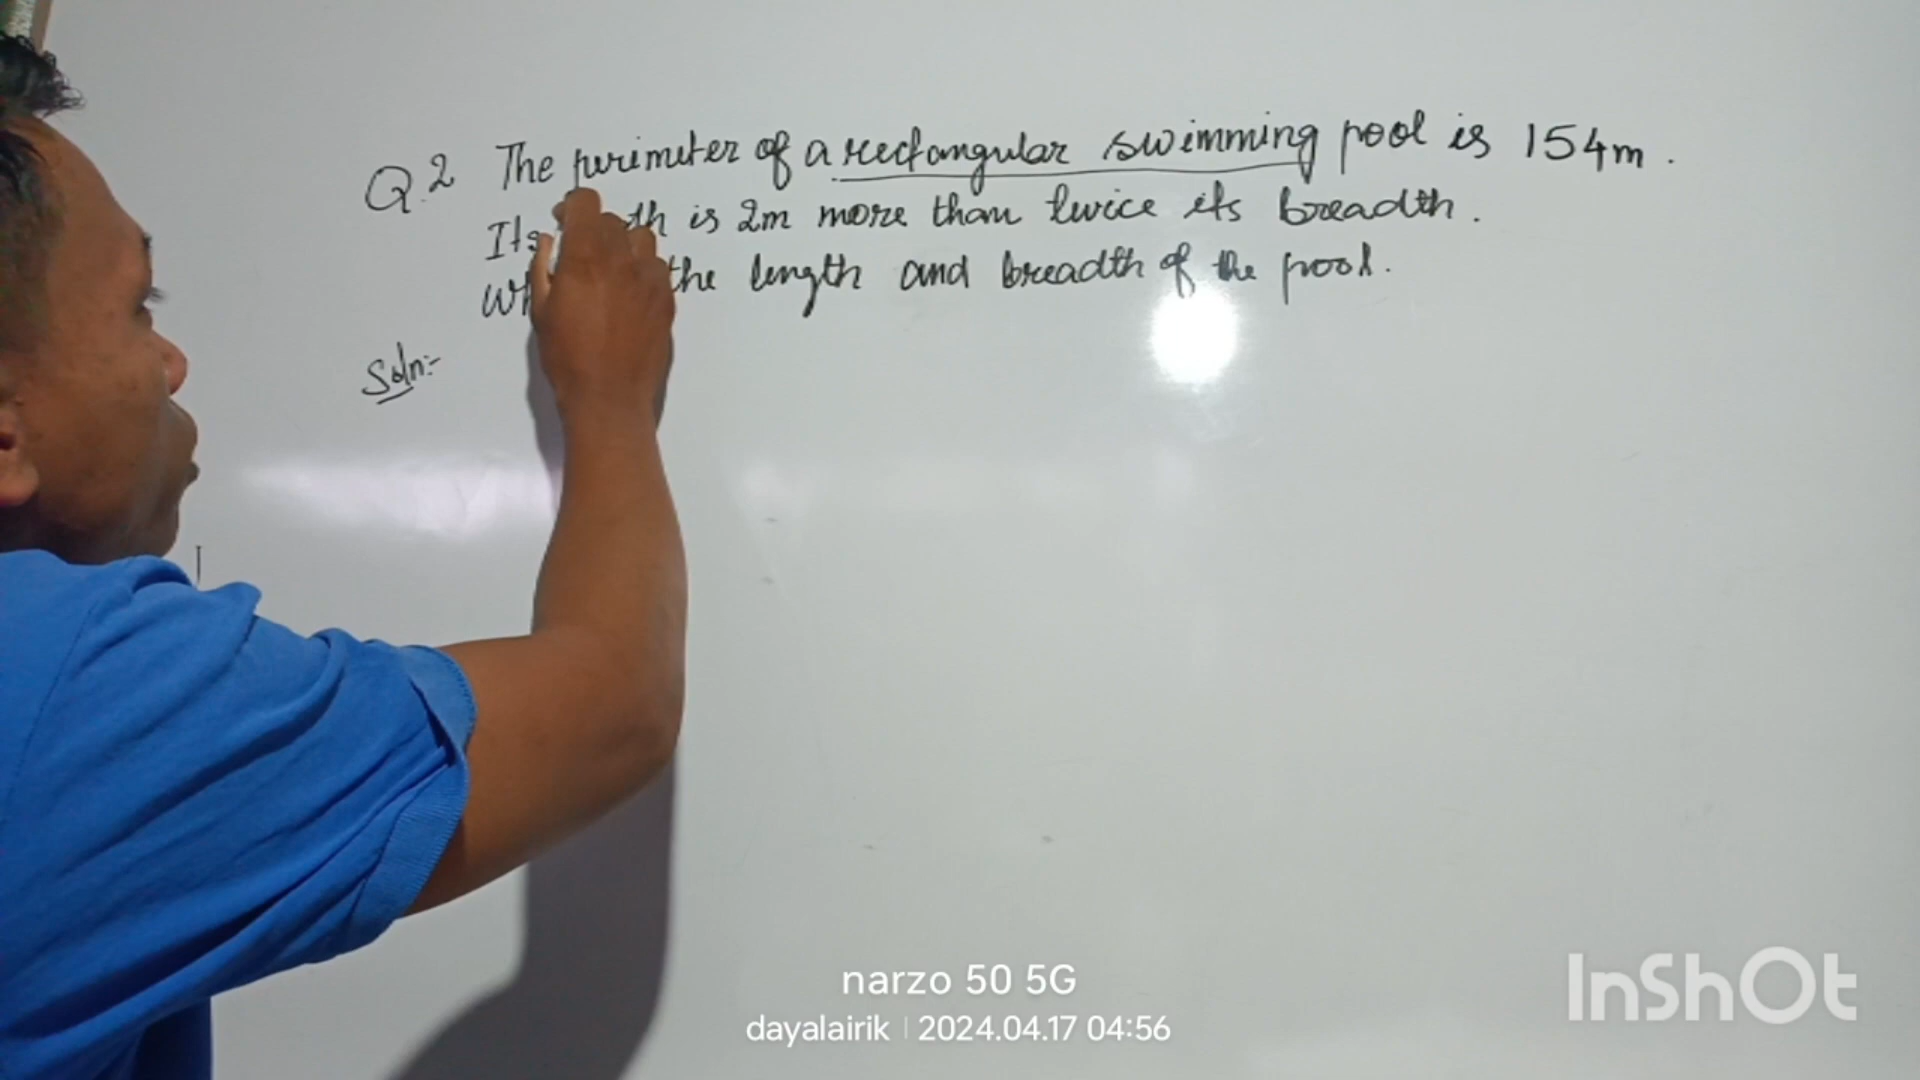 Q.2 The perimeter of a rectangular swimming pool is 154m.
Its is 2m more than twice its breadth.
the length and breadth of the pool.
Soln:-
narzo 50 5G
dayalairik | 2024.04.17 04:56
InShOt